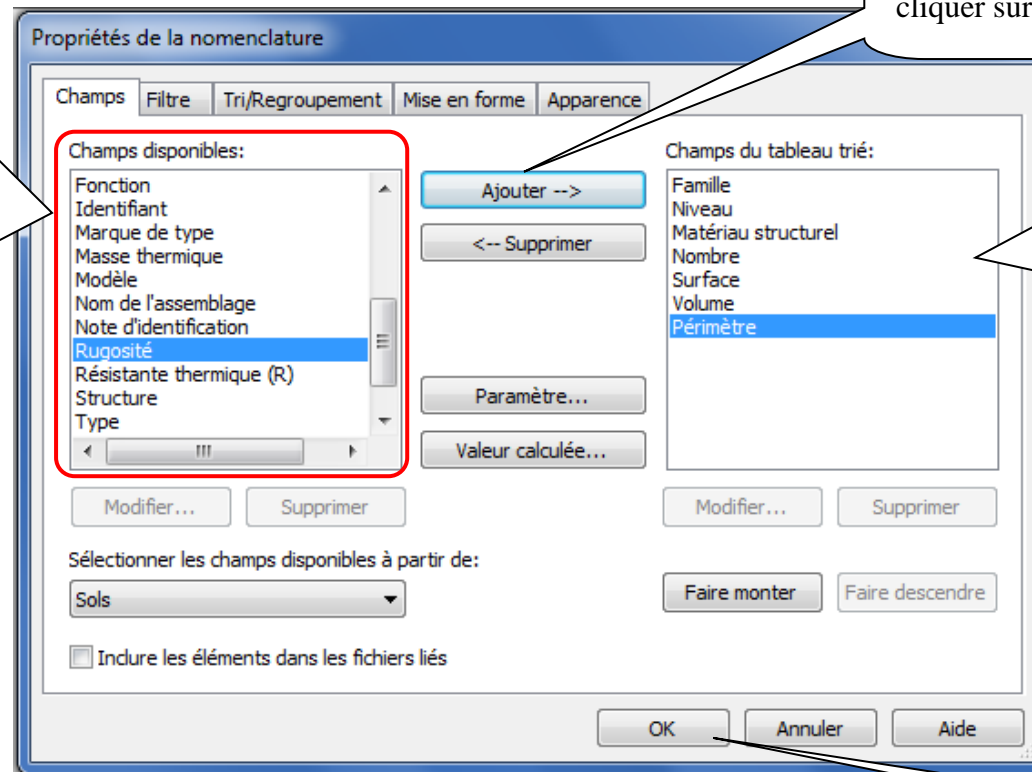 cliquer sur
Propriétés de la nomenclature
Champs
Filtre
Tri/Regroupement
Mise en forme
Apparence
Champs disponibles:
Fonction
Identifiant
Marque de type
Masse thermique
Modèle
Nom de l'assemblage
Note d'identification
Rugosité
Résistante thermique (R)
Structure
Type
Modifier...
Supprimer
Ajouter -->
<-- Supprimer
Paramètre...
Valeur calculée...
Champs du tableau trié:
Famille
Niveau
Matériau structurel
Nombre
Surface
Volume
Périmètre
Modifier...
Supprimer
Sélectionner les champs disponibles à partir de:
Sols
Faire monter
Faire descendre
Inclure les éléments dans les fichiers liés
OK
Annuler
Aide